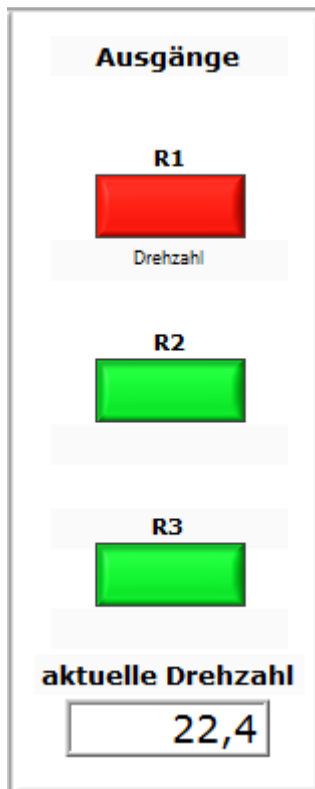 Ausgänge
R1
Drehzahl
R2
R3
aktuelle Drehzahl
22,4